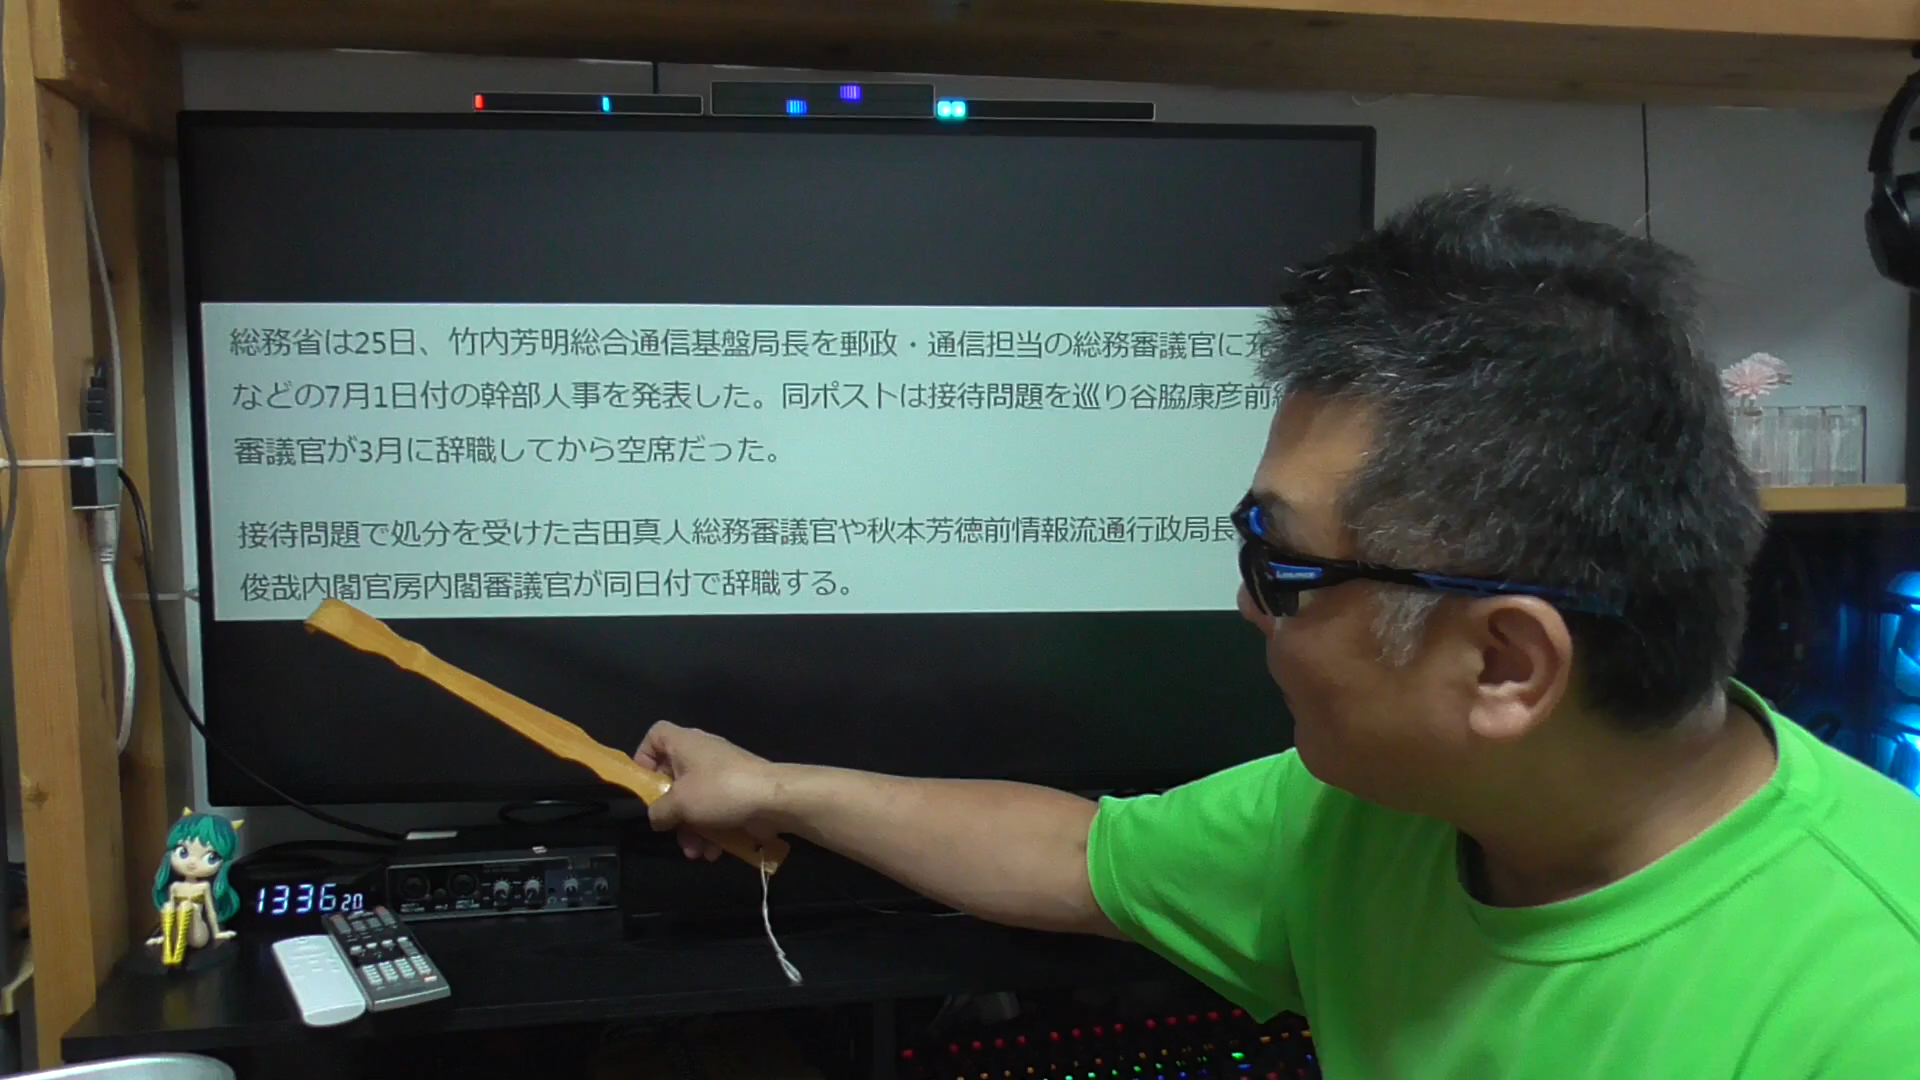 総務省は25日、竹内芳明総合通信基盤局長を郵政・通信担当の総務審議官に充
などの7月1日付の幹部人事を発表した。同ポストは接待問題を巡り谷脇康彦前
審議官が3月に辞職してから空席だった。
接待問題で処分を受けた吉田真人総務審議官や秋本芳徳前情報流通行政局長
俊哉内閣官房内閣審議官が同日付で辞職する。
133620